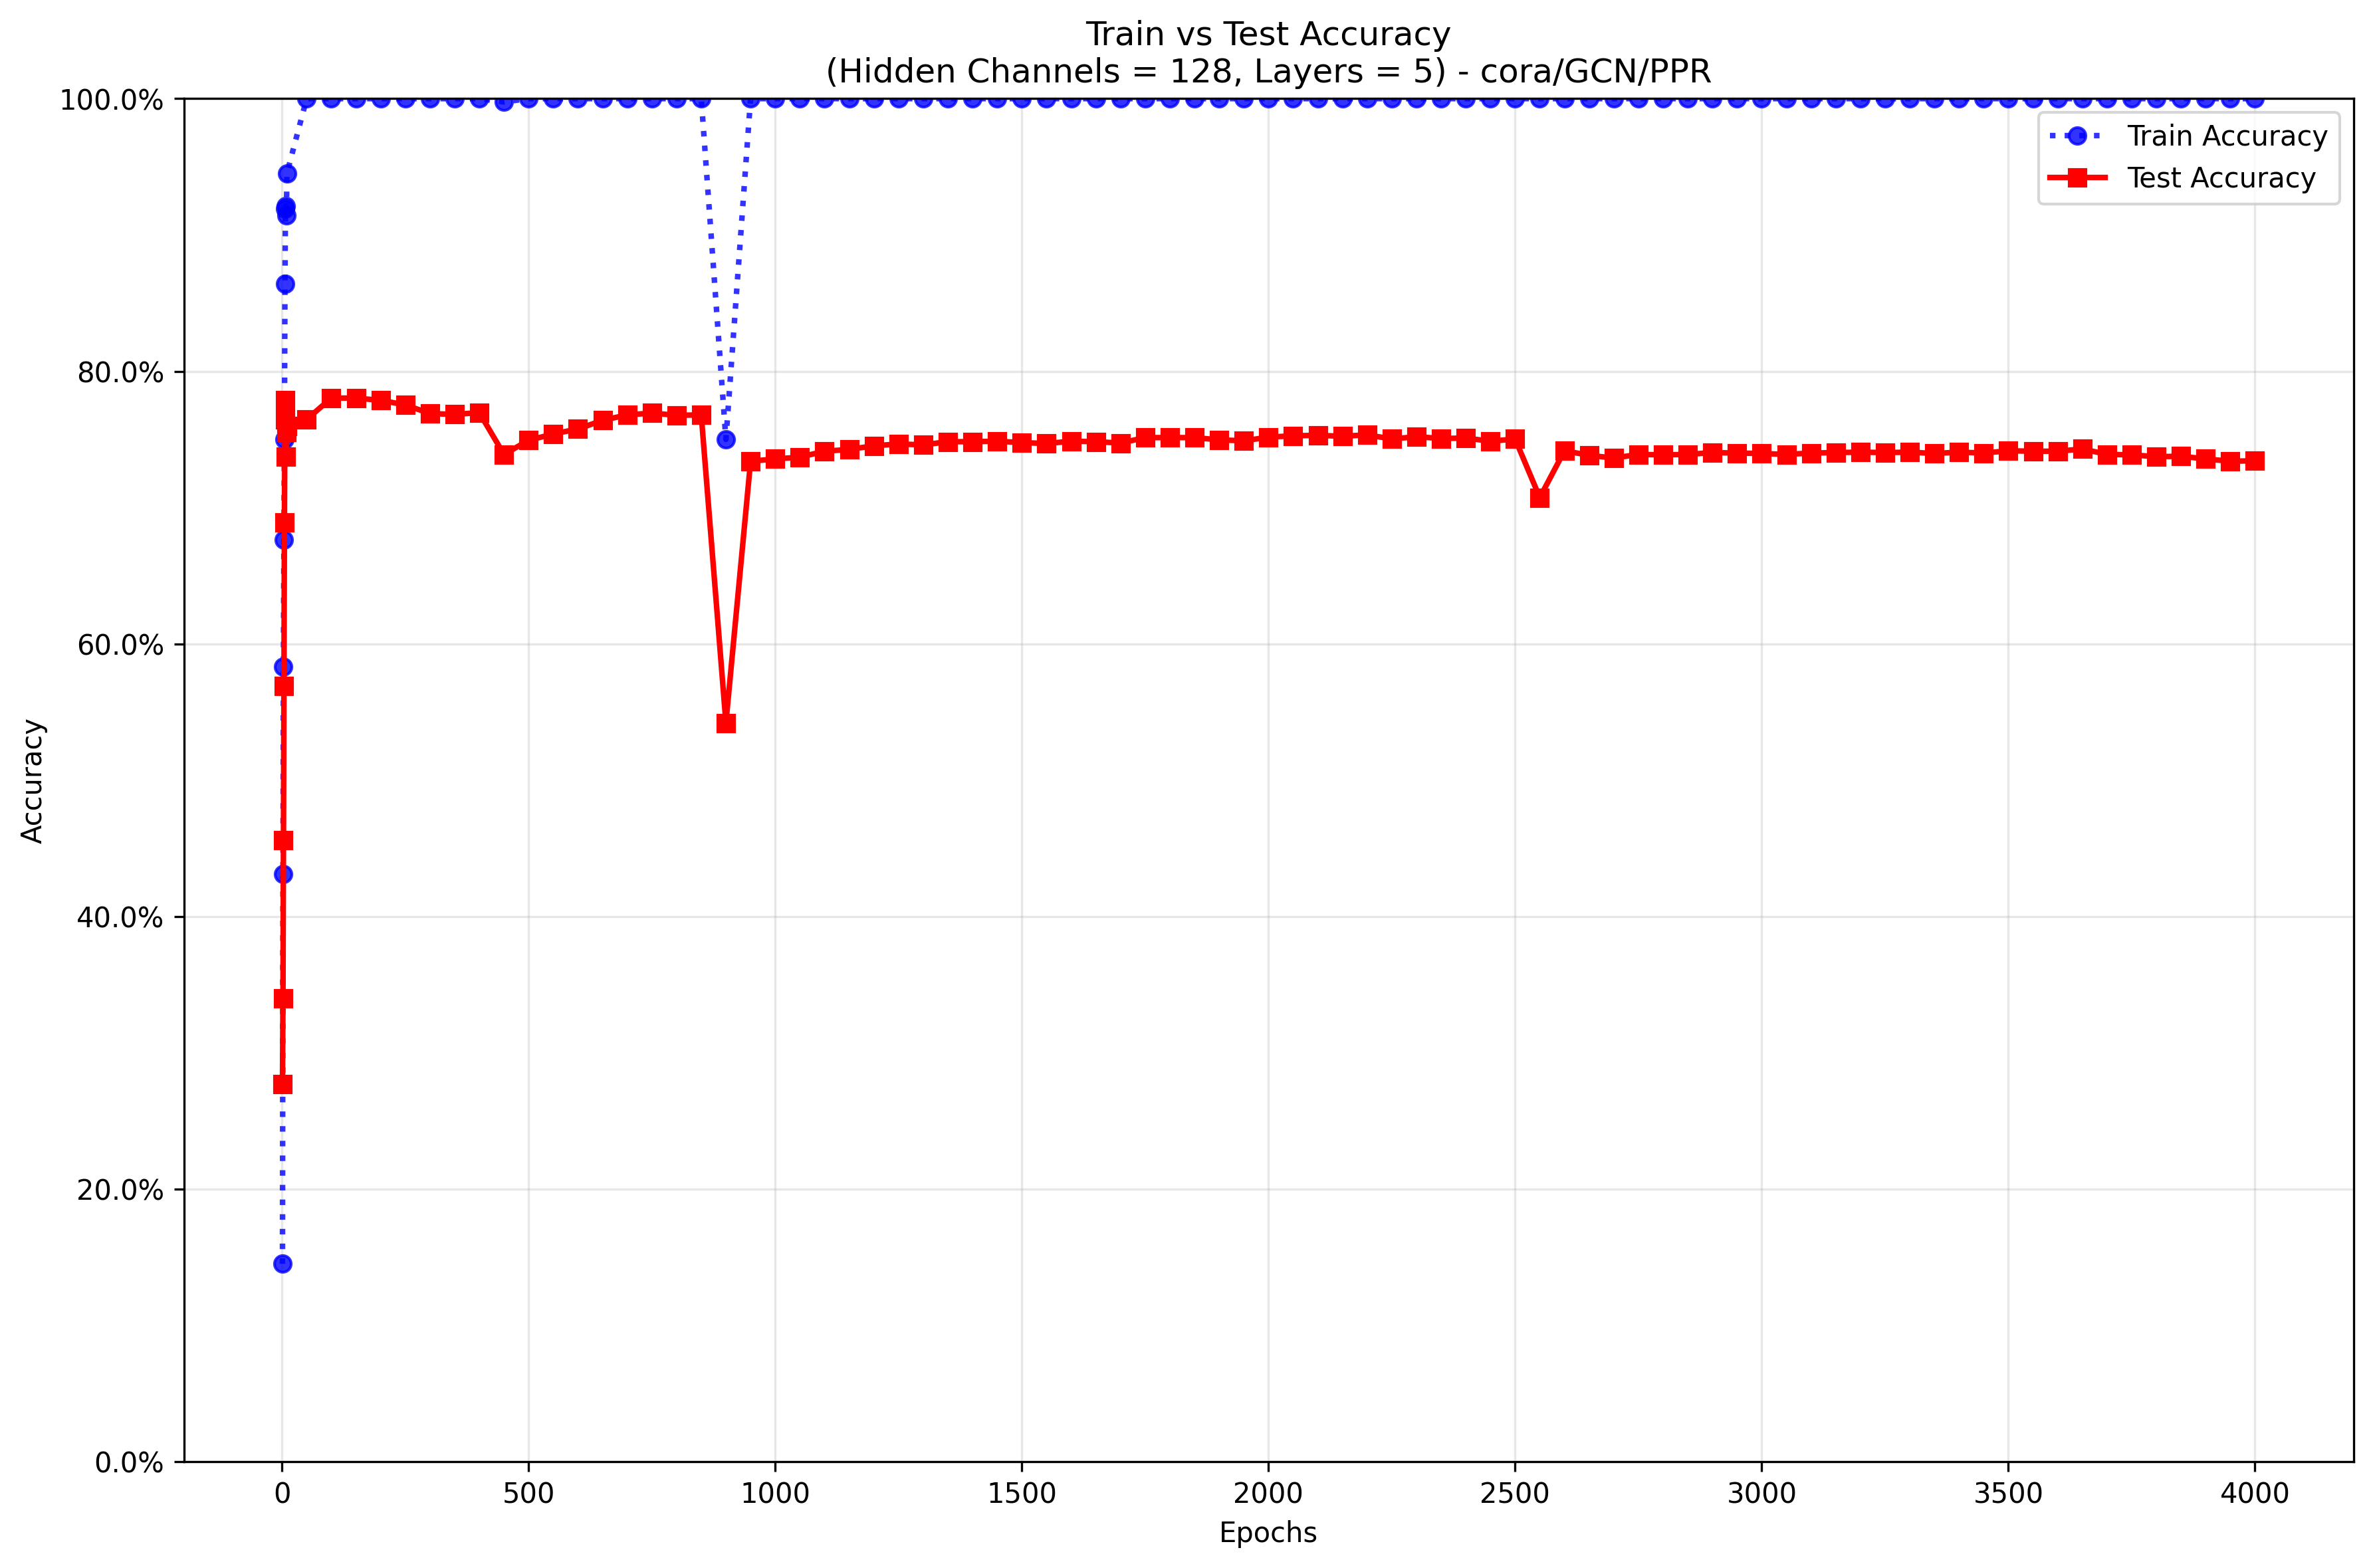 Train vs Test Accuracy
(Hidden Channels = 128, Layers = 5) - cora/GCN/PPR
100.0%
80.0%
60.0%
40.0%
20.0%
0.0%
Accuracy
Train Accuracy
Test Accuracy
0
500
1000
1500
2000
2500
3000
3500
4000
Epochs